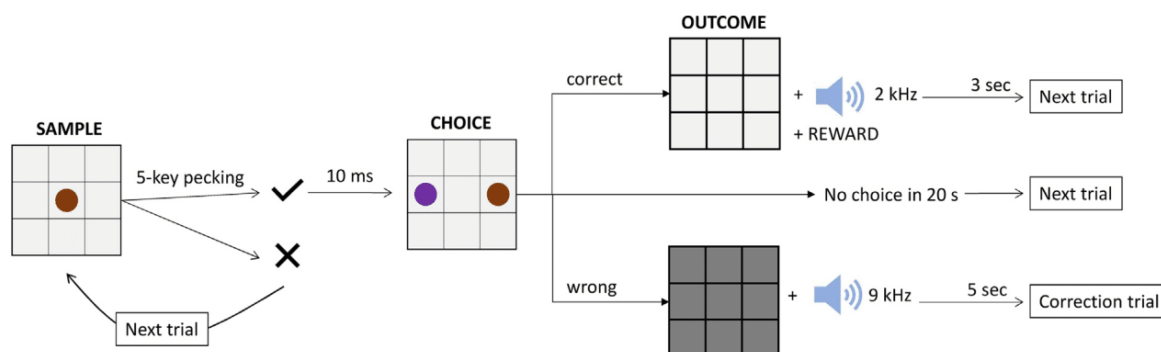 SAMPLE
5-key pecking
10 ms
Next trial
CHOICE
OUTCOME
correct
+ 2 kHz
+ REWARD
3 sec
Next trial
No choice in 20 s
Next trial
wrong
+ 9 kHz
5 sec
Correction trial